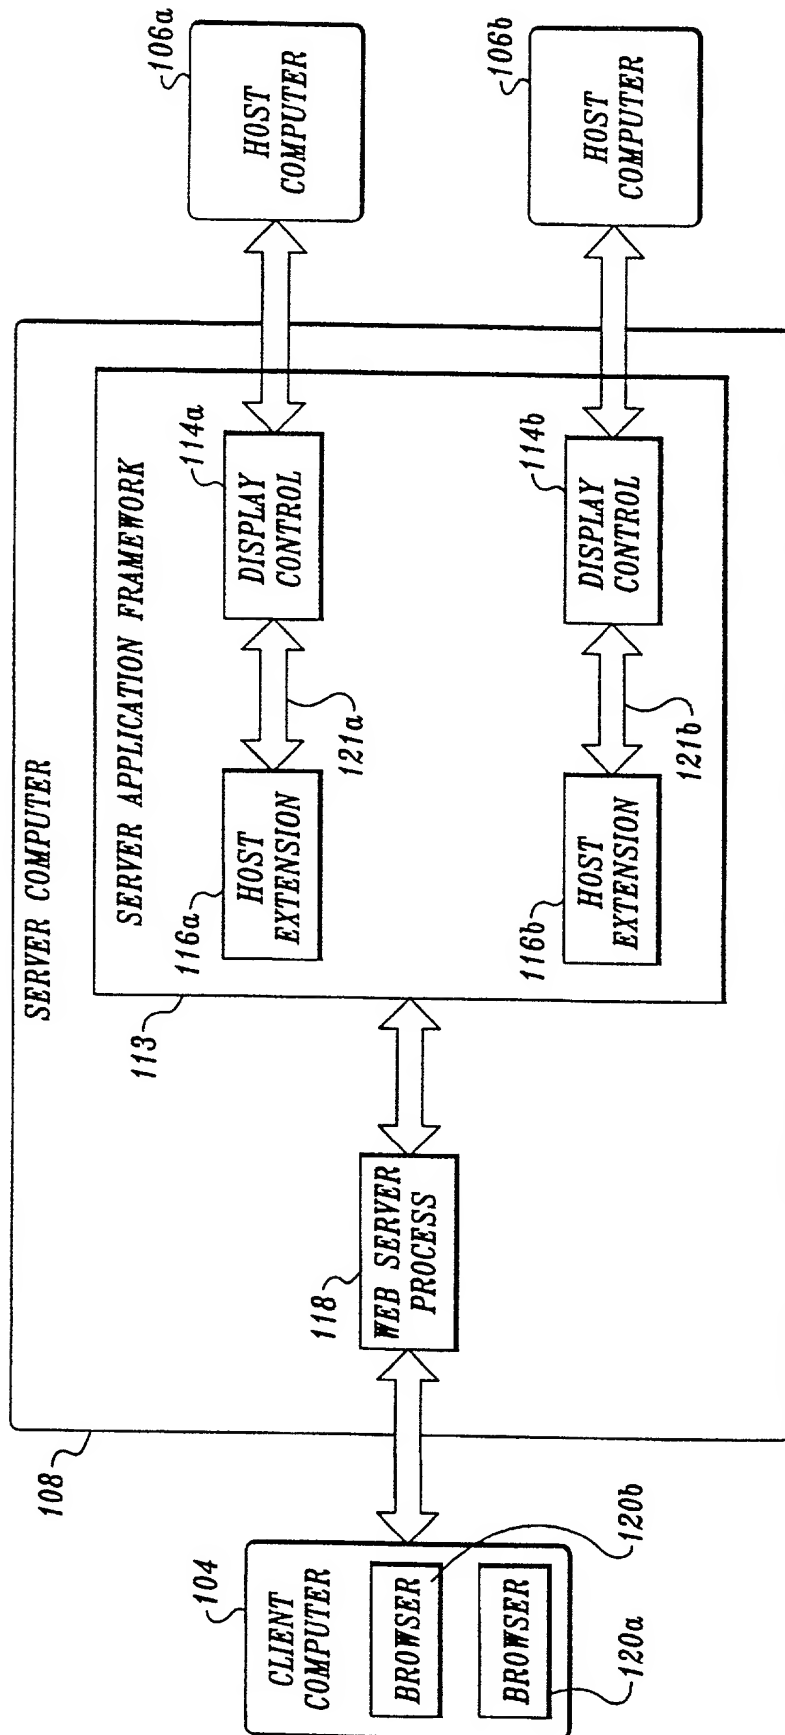 108
SERVER COMPUTER
104
CLIENT
COMPUTER
BROWSER
120b
BROWSER
120a
118
WEB SERVER
PROCESS
113
SERVER APPLICATION FRAMEWORK
116a
HOST
EXTENSION
121a
114a
DISPLAY
CONTROL
106a
HOST
COMPUTER
116b
HOST
EXTENSION
121b
114b
DISPLAY
CONTROL
106b
HOST
COMPUTER